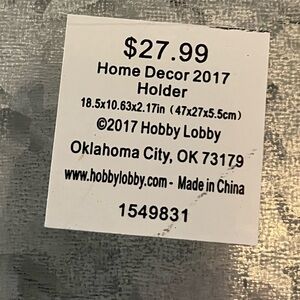 $27.99
Home Decor 2017
Holder
18.5x10.63x2.17in (47x27x5.5cm)
©2017 Hobby Lobby
Oklahoma City, OK 73179
www.hobbylobby.com - Made in China
1549831